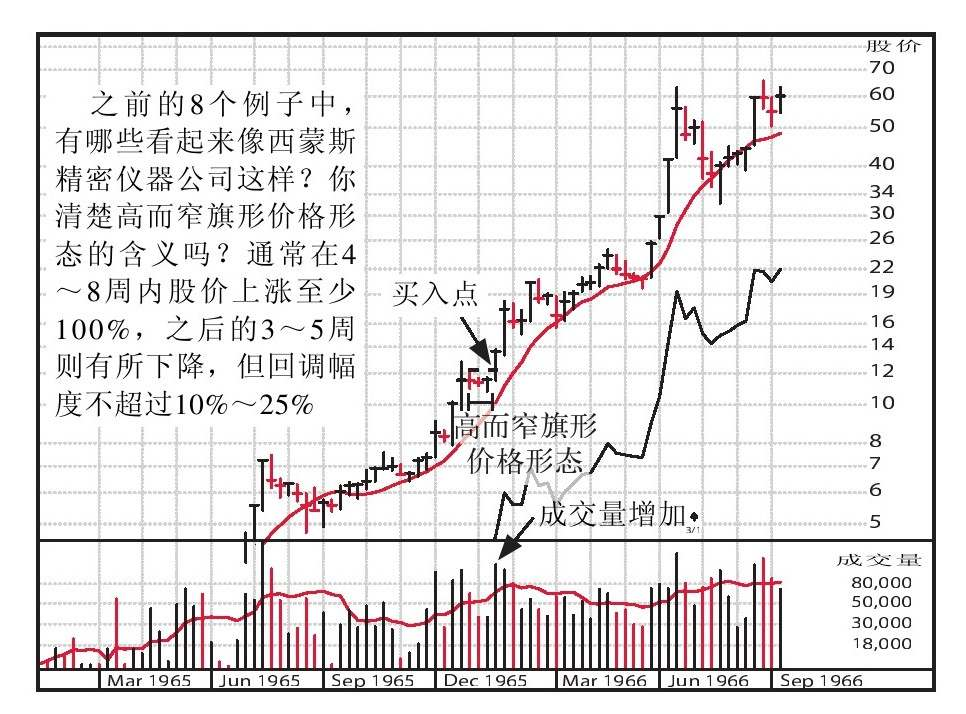 股价
70
60
50
40
34
30
26
22
19
16
14
12
10
8
7
6
5
之前的8个例子中，
有哪些看起来像西蒙斯
精密仪器公司这样？你
清楚高而窄旗形价格形
态的含义吗？通常在4
～8周内股价上涨至少
100%，之后的3～5周
则有所下降，但回调幅
度不超过10%～25%
买入点
高而窄旗形
价格形态
成交量增加
3/1
成交量
80,000
50,000
30,000
18,000
Mar 1965 Jun 1965 Sep 1965 Dec 1965 Mar 1966 Jun 1966 Sep 1966